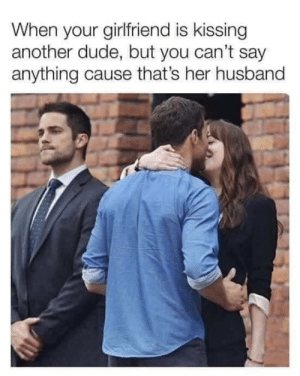 When your girlfriend is kissing
another dude, but you can't say
anything cause that's her husband